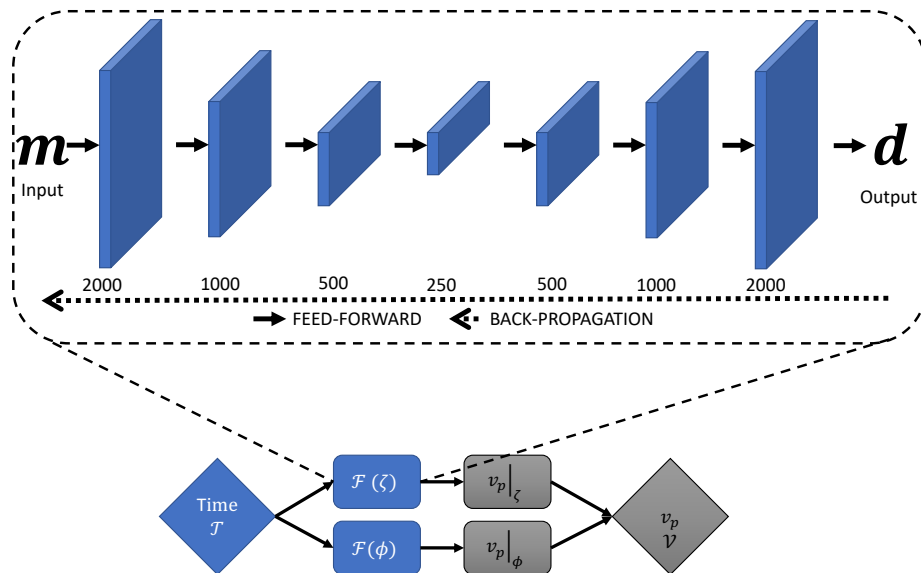 m
d
Input
Output
2000
1000
500
250
500
1000
2000
FEED-FORWARD
BACK-PROPAGATION
Time
𝒯
ℱ (ζ)
v_p|_ζ
ℱ(ϕ)
v_p|_ϕ
v_p
𝒱